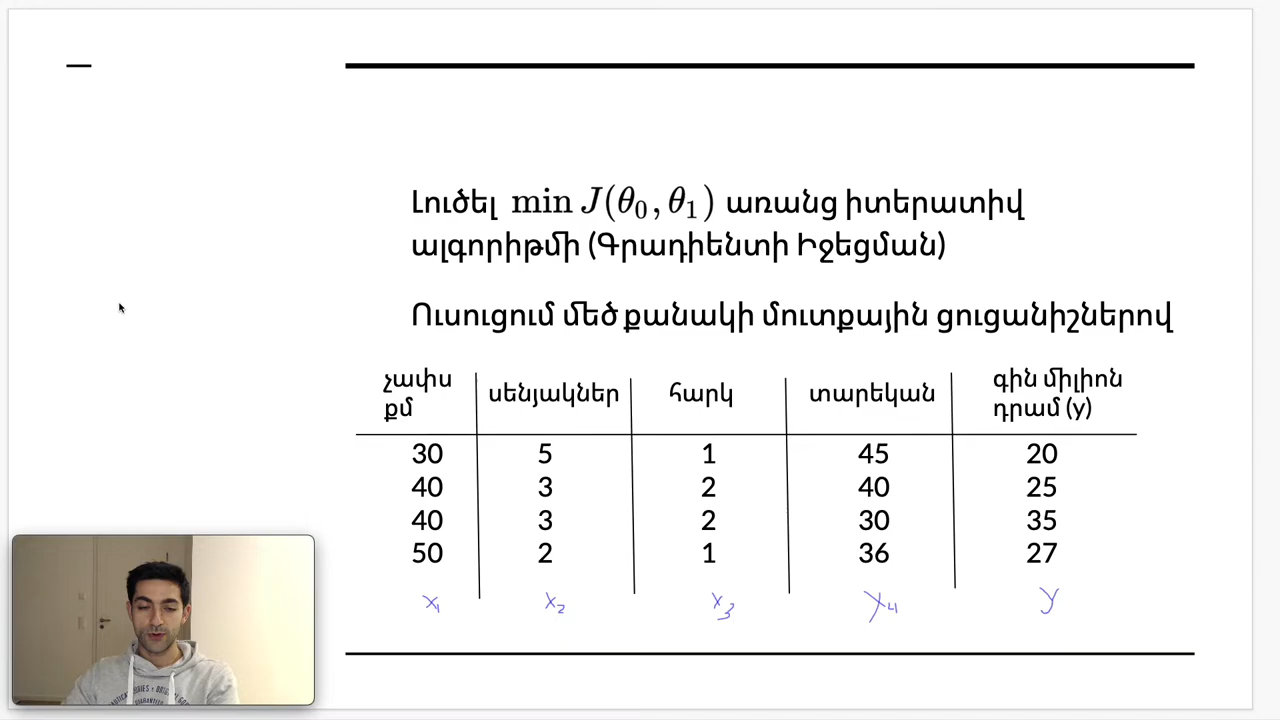 Լուծել min J(θ₀, θ₁) առանց իտերատիվ
ալգորիթմի (Գրադիենտի Իջեցման)
Ուսուցում մեծ քանակի մուտքային ցուցանիշներով
չափս քմ | սենյակներ | հարկ | տարեկան | գին միլիոն դրամ (y)
30 5 1 45 20
40 3 2 40 25
40 3 2 30 35
50 2 1 36 27
x₁ x₂ x₃ x₄ y